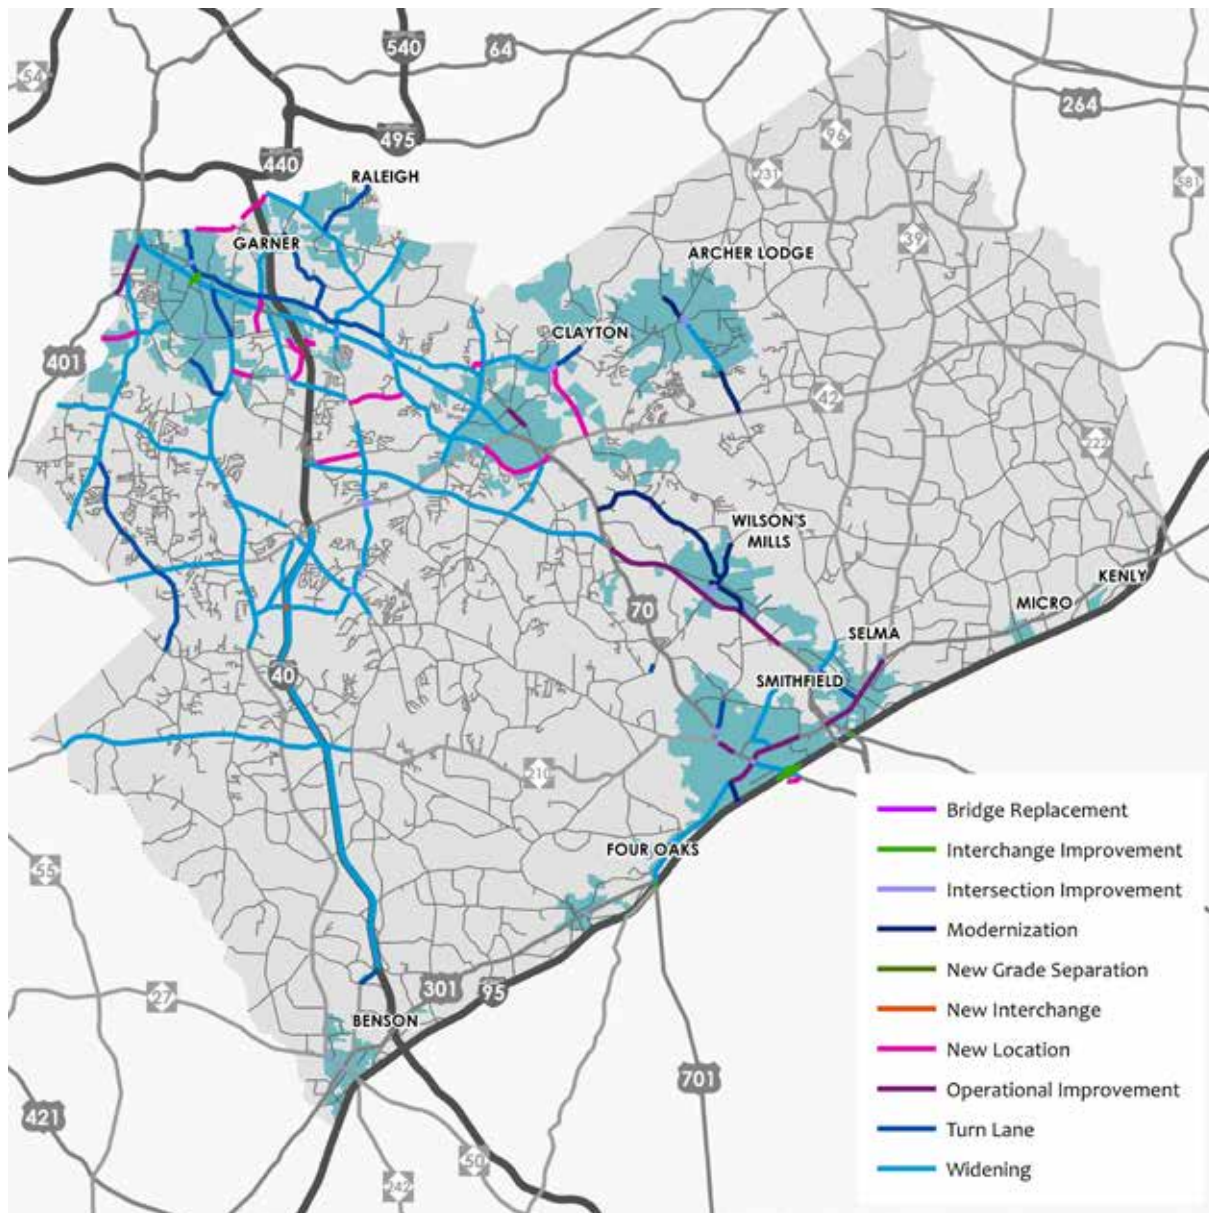 540
64
54
264
495
96
440
231
RALEIGH
581
39
GARNER
ARCHER LODGE
CLAYTON
401
42
222
WILSON'S
MILLS
KENLY
MICRO
70
SELMA
40
SMITHFIELD
210
Bridge Replacement
FOUR OAKS
Interchange Improvement
55
Intersection Improvement
Modernization
New Grade Separation
301
95
27
New Interchange
BENSON
New Location
701
Operational Improvement
421
Turn Lane
50
Widening
242